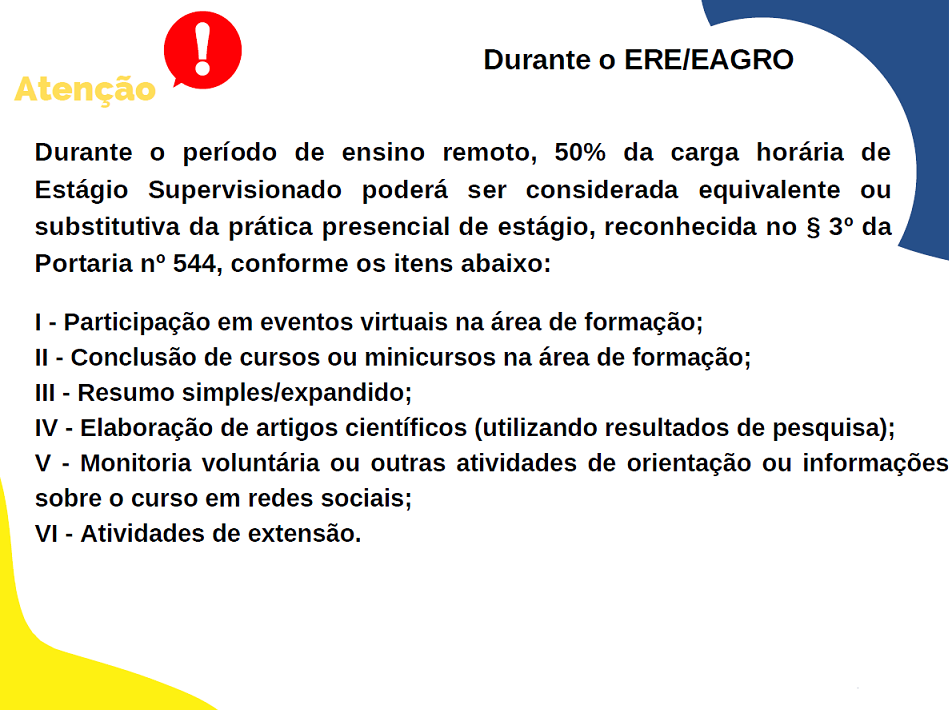 Atenção
Durante o ERE/EAGRO
Durante o período de ensino remoto, 50% da carga horária de
Estágio Supervisionado poderá ser considerada equivalente ou
substitutiva da prática presencial de estágio, reconhecida no § 3º da
Portaria nº 544, conforme os itens abaixo:
I - Participação em eventos virtuais na área de formação;
II - Conclusão de cursos ou minicursos na área de formação;
III - Resumo simples/expandido;
IV - Elaboração de artigos científicos (utilizando resultados de pesquisa);
V - Monitoria voluntária ou outras atividades de orientação ou informações
sobre o curso em redes sociais;
VI - Atividades de extensão.